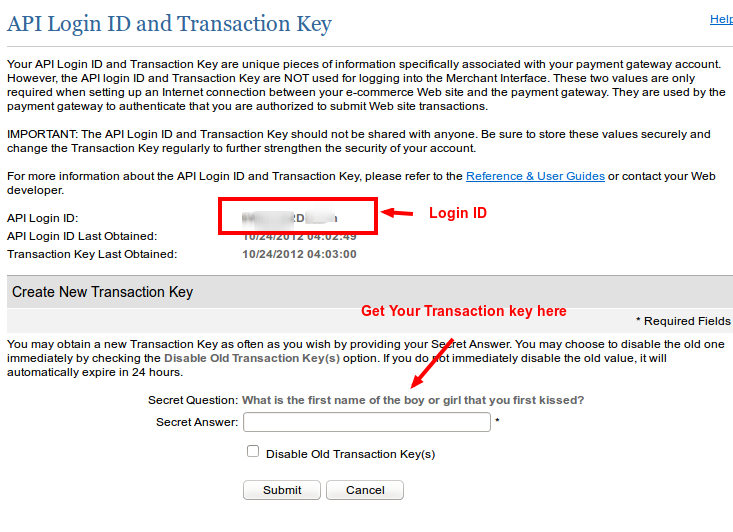 API Login ID and Transaction Key
Help
Your API Login ID and Transaction Key are unique pieces of information specifically associated with your payment gateway account.
However, the API login ID and Transaction Key are NOT used for logging into the Merchant Interface. These two values are only
required when setting up an Internet connection between your e-commerce Web site and the payment gateway. They are used by the
payment gateway to authenticate that you are authorized to submit Web site transactions.
IMPORTANT: The API Login ID and Transaction Key should not be shared with anyone. Be sure to store these values securely and
change the Transaction Key regularly to further strengthen the security of your account.
For more information about the API Login ID and Transaction Key, please refer to the Reference & User Guides or contact your Web
developer.
API Login ID:
Login ID
API Login ID Last Obtained: 10/24/2012 04:02:49
Transaction Key Last Obtained: 10/24/2012 04:03:00
Create New Transaction Key
Get Your Transaction key here
* Required Fields
You may obtain a new Transaction Key as often as you wish by providing your Secret Answer. You may choose to disable the old one
immediately by checking the Disable Old Transaction Key(s) option. If you do not immediately disable the old value, it will
automatically expire in 24 hours.
Secret Question: What is the first name of the boy or girl that you first kissed?
Secret Answer: *
Disable Old Transaction Key(s)
Submit Cancel